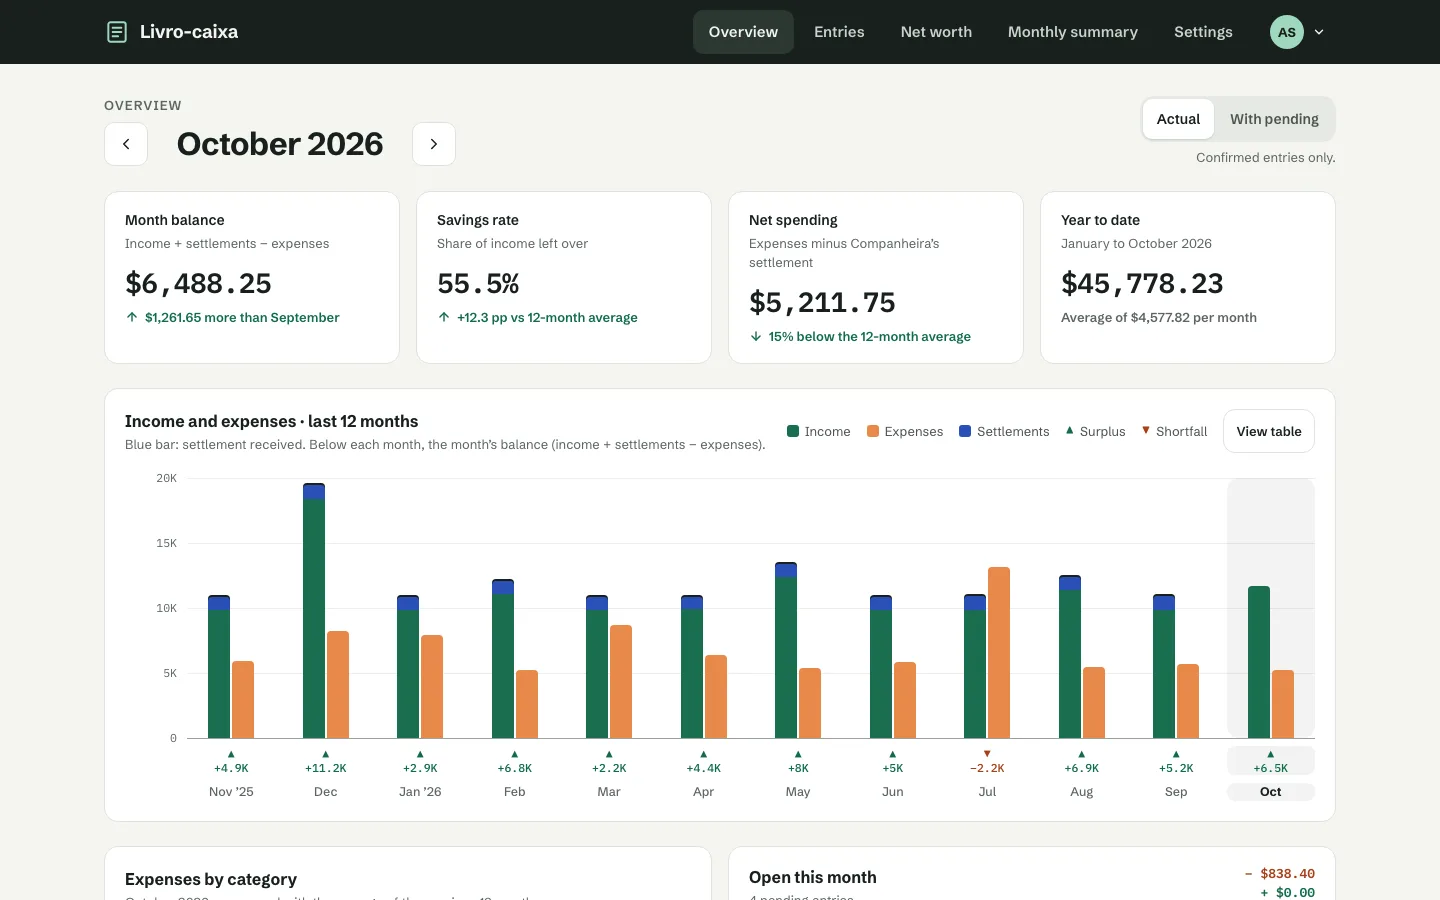 Livro-caixa
Overview
Entries
Net worth
Monthly summary
Settings
AS
OVERVIEW
October 2026
Actual
With pending
Confirmed entries only.
Month balance
Income + settlements − expenses
$6,488.25
↑ $1,261.65 more than September
Savings rate
Share of income left over
55.5%
↑ +12.3 pp vs 12-month average
Net spending
Expenses minus Companheira's
settlement
$5,211.75
↓ 15% below the 12-month average
Year to date
January to October 2026
$45,778.23
Average of $4,577.82 per month
Income and expenses · last 12 months
Blue bar: settlement received. Below each month, the month's balance (income + settlements − expenses).
Income
Expenses
Settlements
▲ Surplus
▼ Shortfall
View table
20K
15K
10K
5K
0
▲ ▲ ▲ ▲ ▲ ▲ ▲ ▲ ▼ ▲ ▲ ▲
+4.9K +11.2K +2.9K +6.8K +2.2K +4.4K +8K +5K −2.2K +6.9K +5.2K +6.5K
Nov ’25 Dec Jan ’26 Feb Mar Apr May Jun Jul Aug Sep Oct
Expenses by category
Open this month
− $838.40
+ $0.00